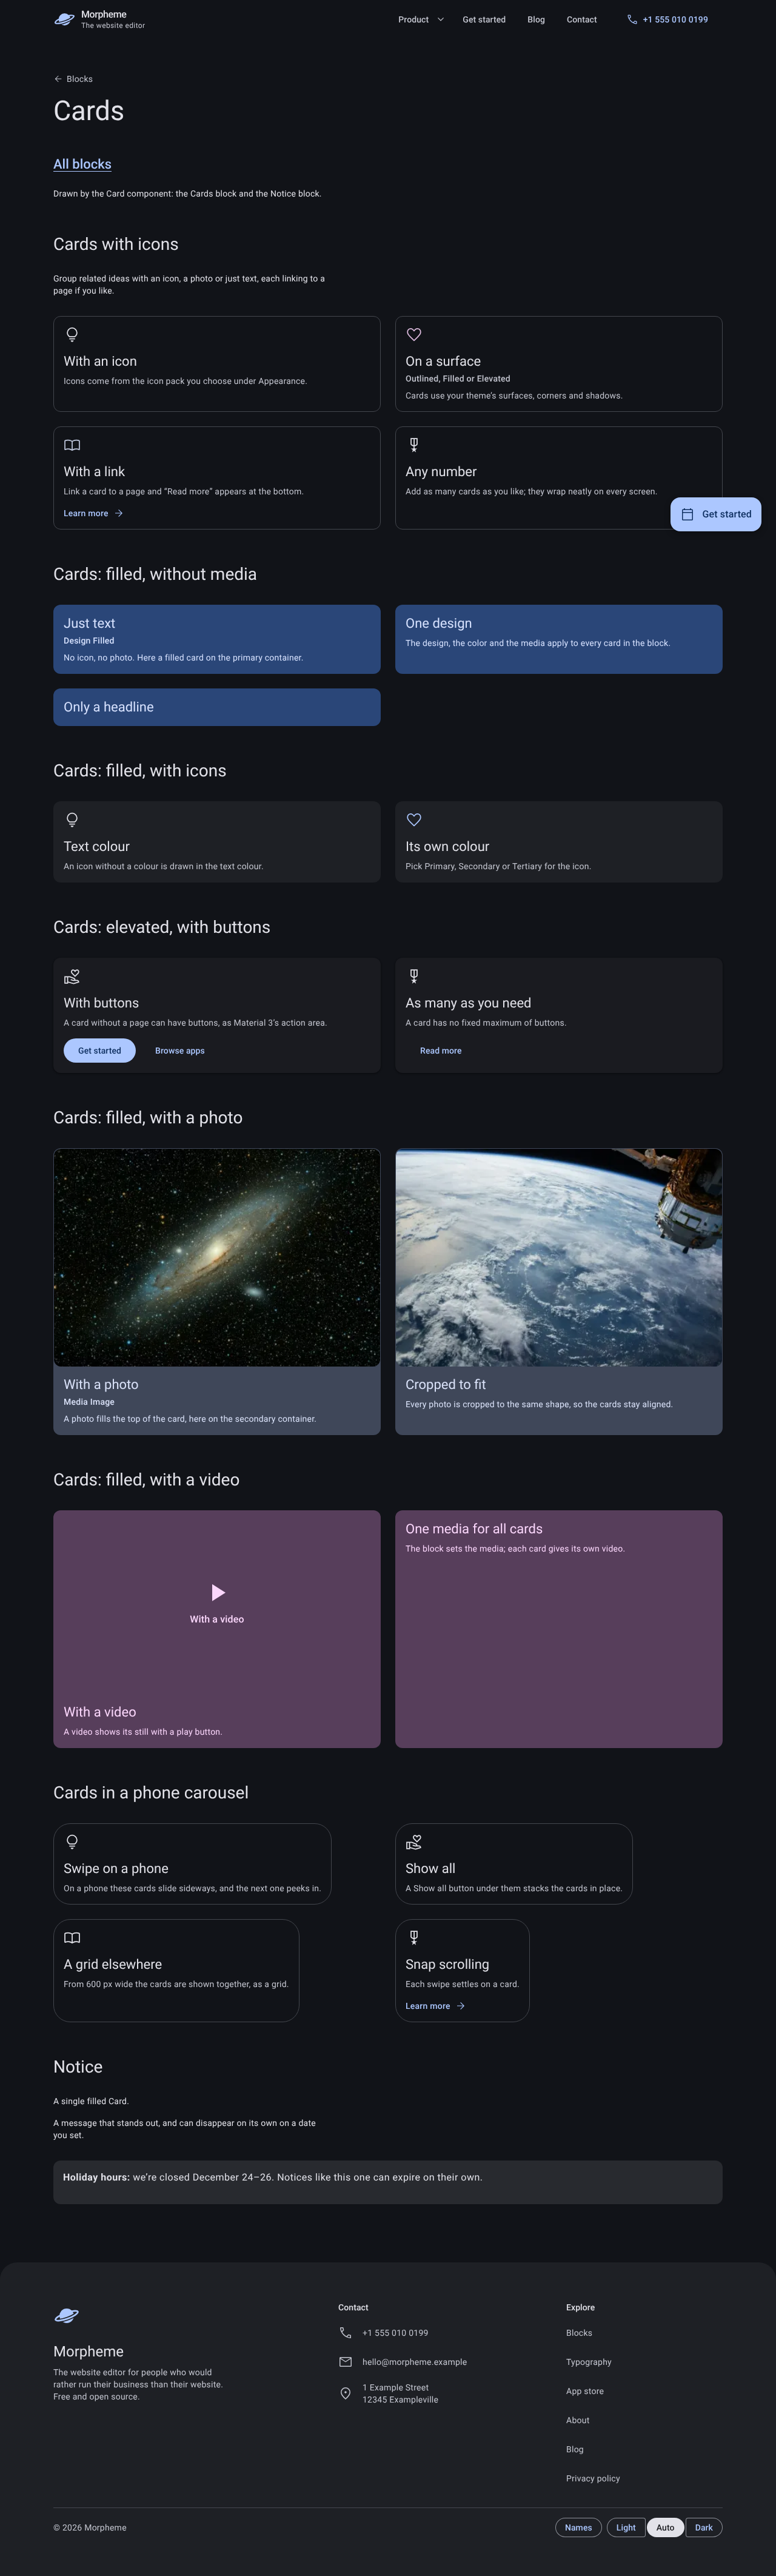 Morpheme
The website editor
Product
Get started
Blog
Contact
+1 555 010 0199
Blocks
Cards
All blocks
Drawn by the Card component: the Cards block and the Notice block.
Cards with icons
Group related ideas with an icon, a photo or just text, each linking to a
page if you like.
With an icon
Icons come from the icon pack you choose under Appearance.
On a surface
Outlined, Filled or Elevated
Cards use your theme’s surfaces, corners and shadows.
With a link
Link a card to a page and “Read more” appears at the bottom.
Learn more
Any number
Add as many cards as you like; they wrap neatly on every screen.
Get started
Cards: filled, without media
Just text
Design Filled
No icon, no photo. Here a filled card on the primary container.
One design
The design, the color and the media apply to every card in the block.
Only a headline
Cards: filled, with icons
Text colour
An icon without a colour is drawn in the text colour.
Its own colour
Pick Primary, Secondary or Tertiary for the icon.
Cards: elevated, with buttons
With buttons
A card without a page can have buttons, as Material 3’s action area.
Get started
Browse apps
As many as you need
A card has no fixed maximum of buttons.
Read more
Cards: filled, with a photo
With a photo
Media Image
A photo fills the top of the card, here on the secondary container.
Cropped to fit
Every photo is cropped to the same shape, so the cards stay aligned.
Cards: filled, with a video
With a video
With a video
A video shows its still with a play button.
One media for all cards
The block sets the media; each card gives its own video.
Cards in a phone carousel
Swipe on a phone
On a phone these cards slide sideways, and the next one peeks in.
Show all
A Show all button under them stacks the cards in place.
A grid elsewhere
From 600 px wide the cards are shown together, as a grid.
Snap scrolling
Each swipe settles on a card.
Learn more
Notice
A single filled Card.
A message that stands out, and can disappear on its own on a date
you set.
Holiday hours: we’re closed December 24–26. Notices like this one can expire on their own.
Morpheme
The website editor for people who would
rather run their business than their website.
Free and open source.
Contact
+1 555 010 0199
hello@morpheme.example
1 Example Street
12345 Exampleville
Explore
Blocks
Typography
App store
About
Blog
Privacy policy
© 2026 Morpheme
Names
Light
Auto
Dark